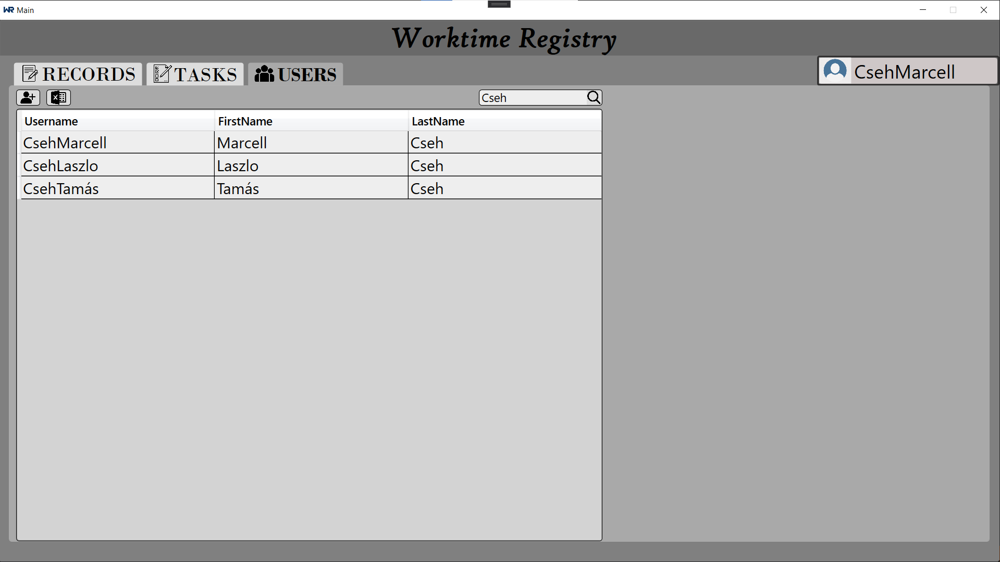 WR Main
Worktime Registry
RECORDS TASKS USERS
CsehMarcell
Cseh
Username FirstName LastName
CsehMarcell Marcell Cseh
CsehLaszlo Laszlo Cseh
CsehTamás Tamás Cseh